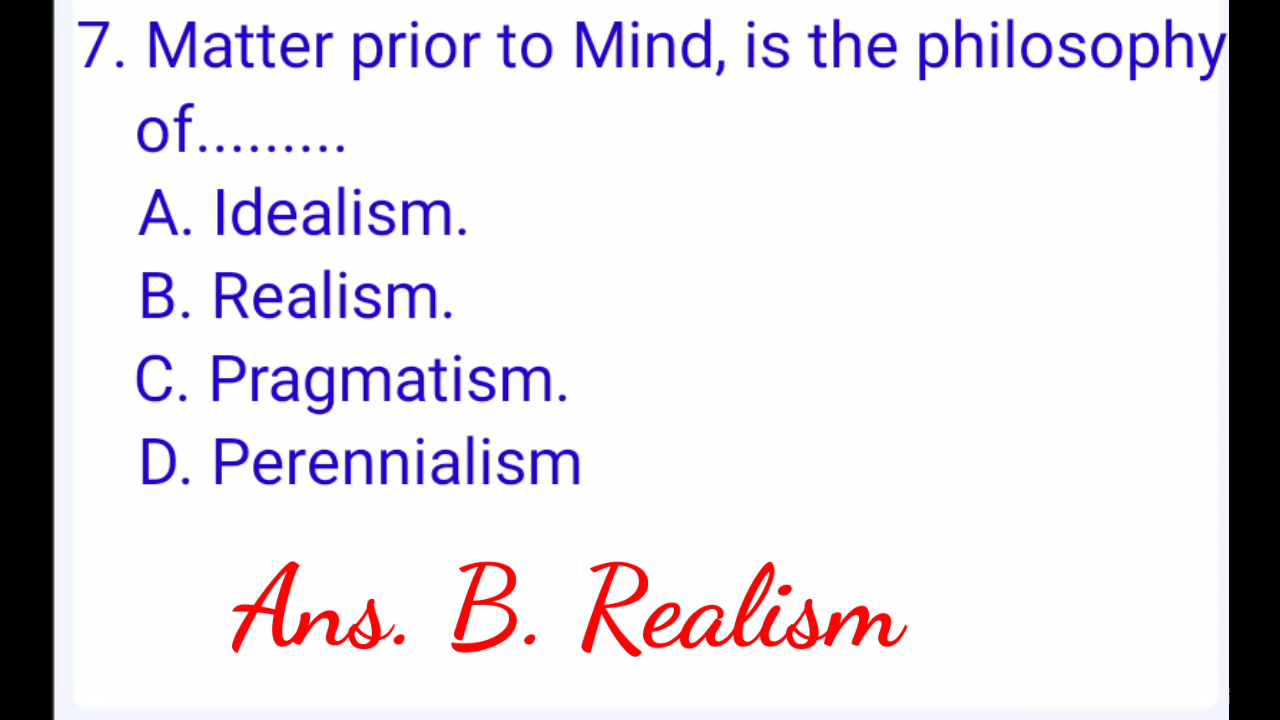 7. Matter prior to Mind, is the philosophy
of.........
A. Idealism.
B. Realism.
C. Pragmatism.
D. Perennialism
Ans. B. Realism